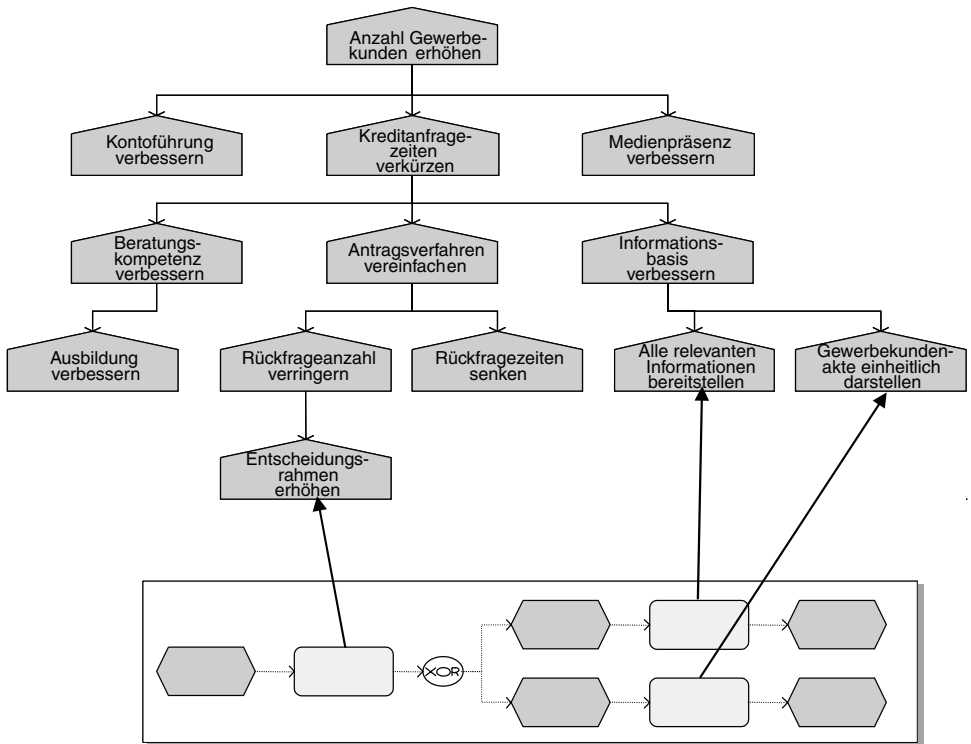 Anzahl Gewerbe-
kunden erhöhen
Kontoführung
verbessern
Kreditanfrage-
zeiten
verkürzen
Medienpräsenz
verbessern
Beratungs-
kompetenz
verbessern
Antragsverfahren
vereinfachen
Informations-
basis
verbessern
Ausbildung
verbessern
Rückfrageanzahl
verringern
Rückfragezeiten
senken
Alle relevanten
Informationen
bereitstellen
Gewerbekunden-
akte einheitlich
darstellen
Entscheidungs-
rahmen
erhöhen
XOR